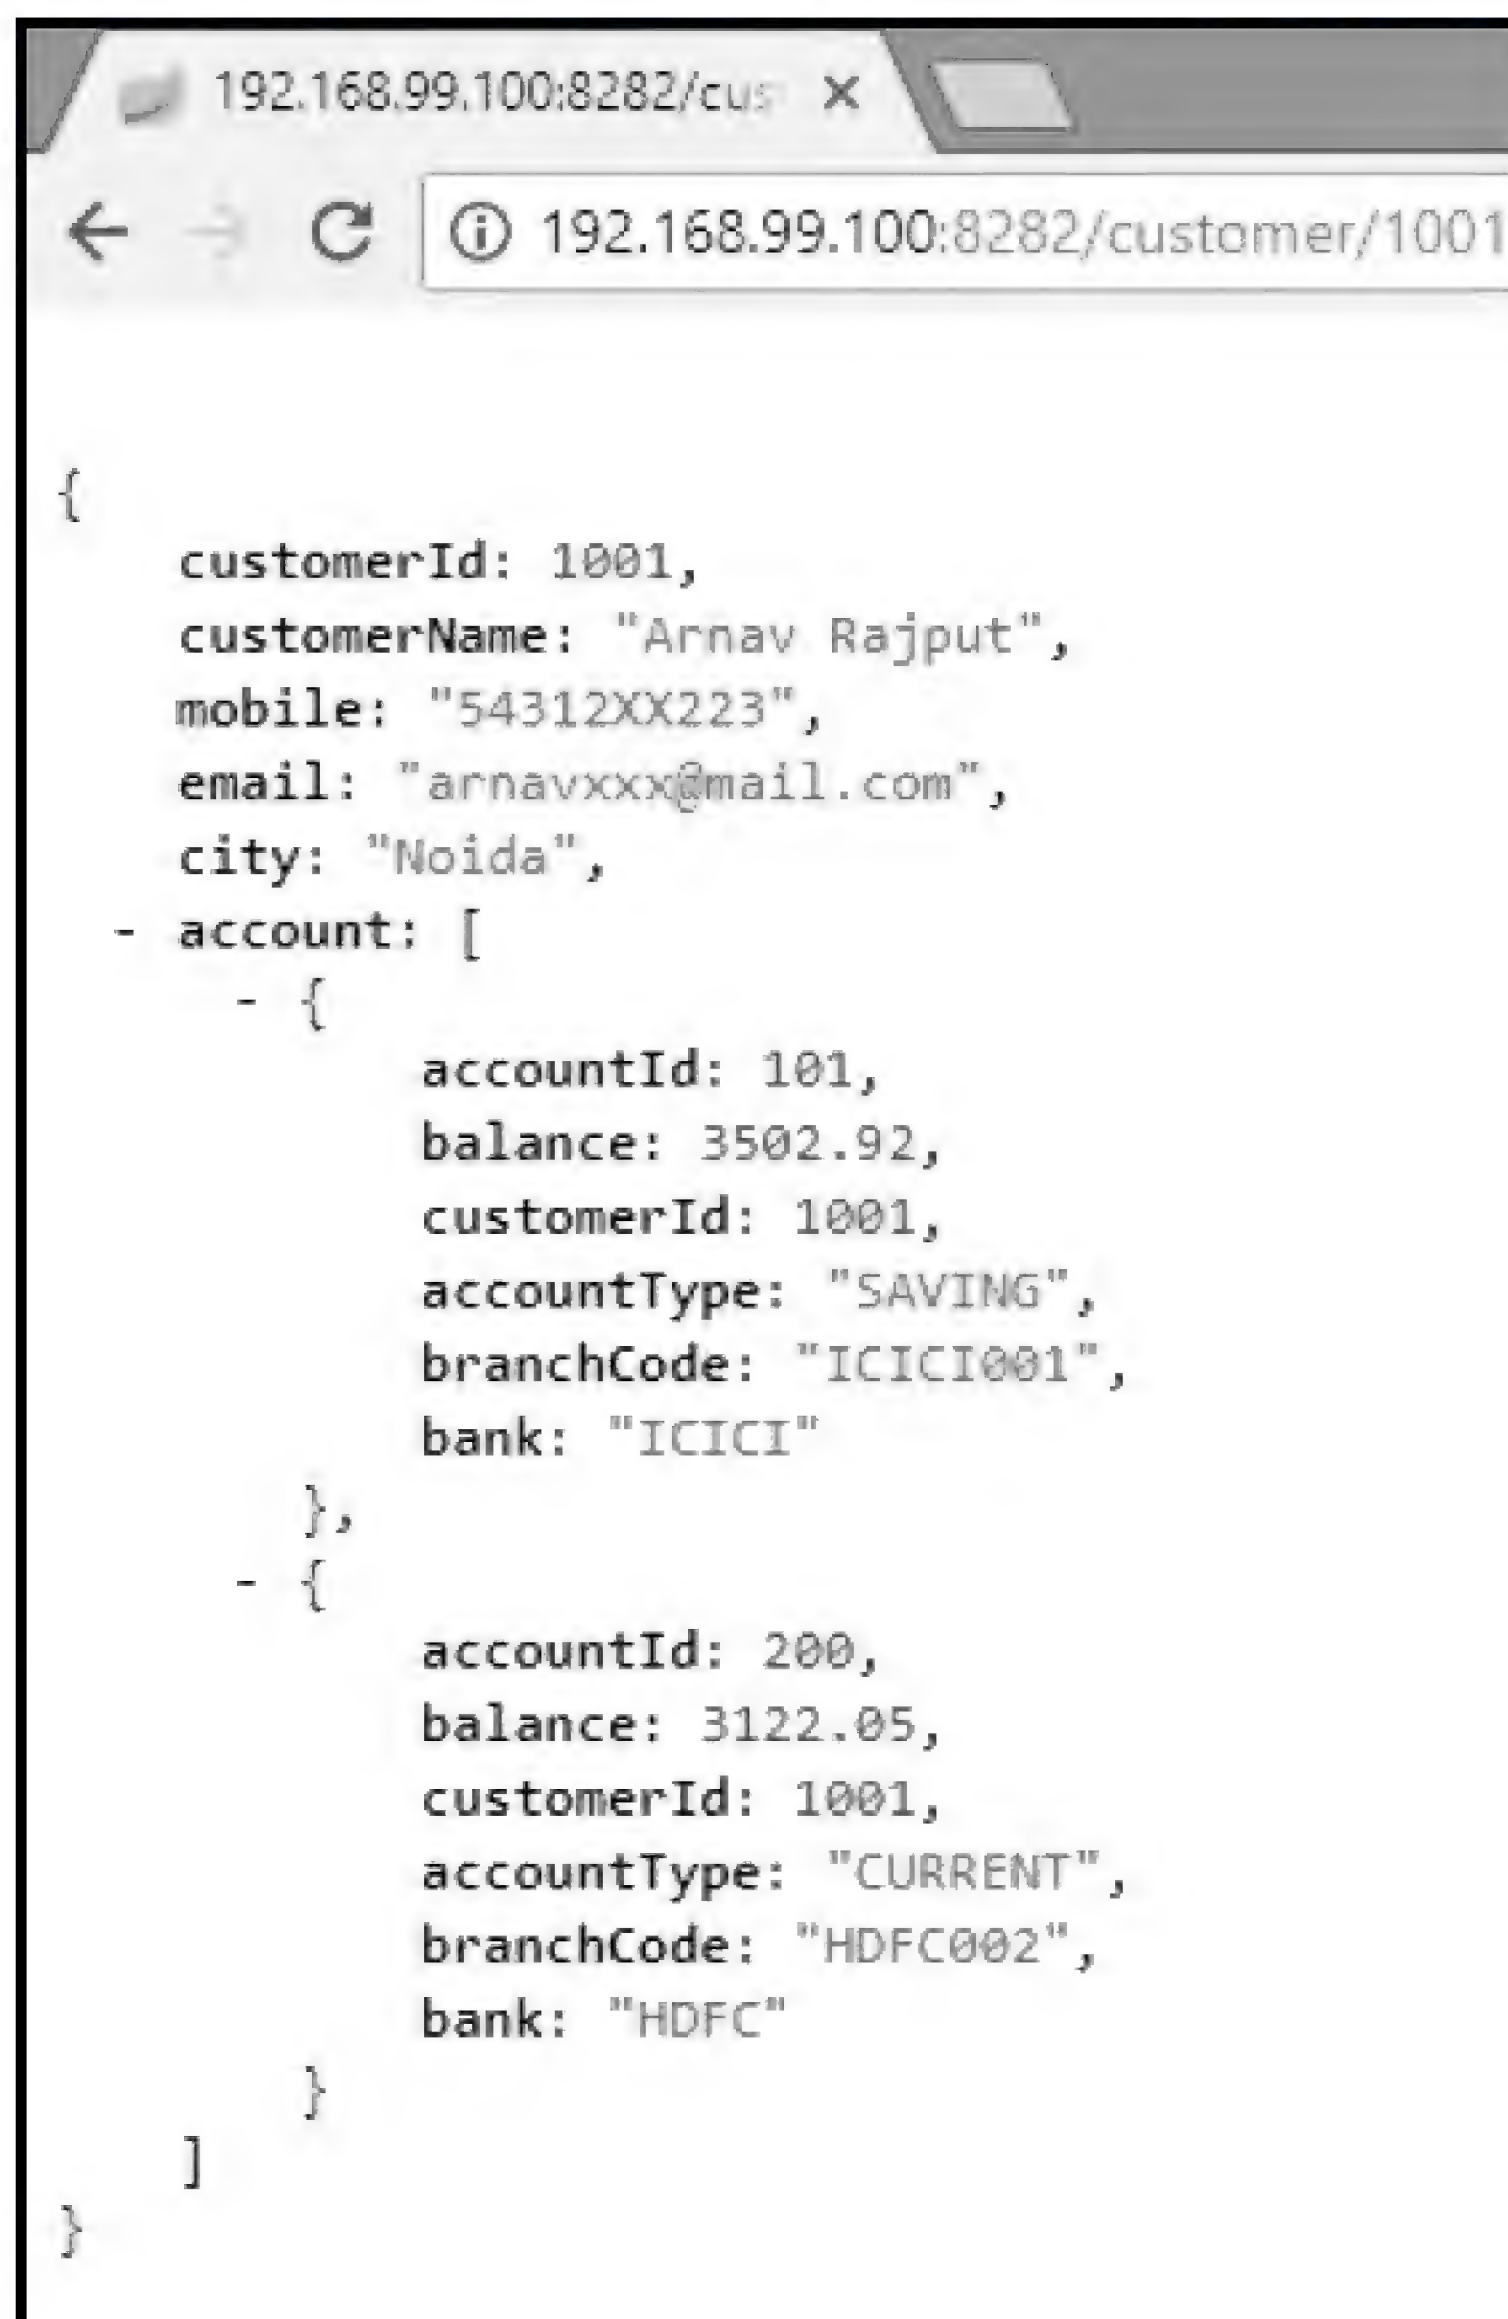 192.168.99.100:8282/cus
192.168.99.100:8282/customer/1001
{
customerId: 1001,
customerName: "Arnav Rajput",
mobile: "54312XX223",
email: "arnavxxx@mail.com",
city: "Noida",
- account: [
- {
accountId: 101,
balance: 3502.92,
customerId: 1001,
accountType: "SAVING",
branchCode: "ICICI001",
bank: "ICICI"
},
- {
accountId: 200,
balance: 3122.05,
customerId: 1001,
accountType: "CURRENT",
branchCode: "HDFC002",
bank: "HDFC"
}
]
}